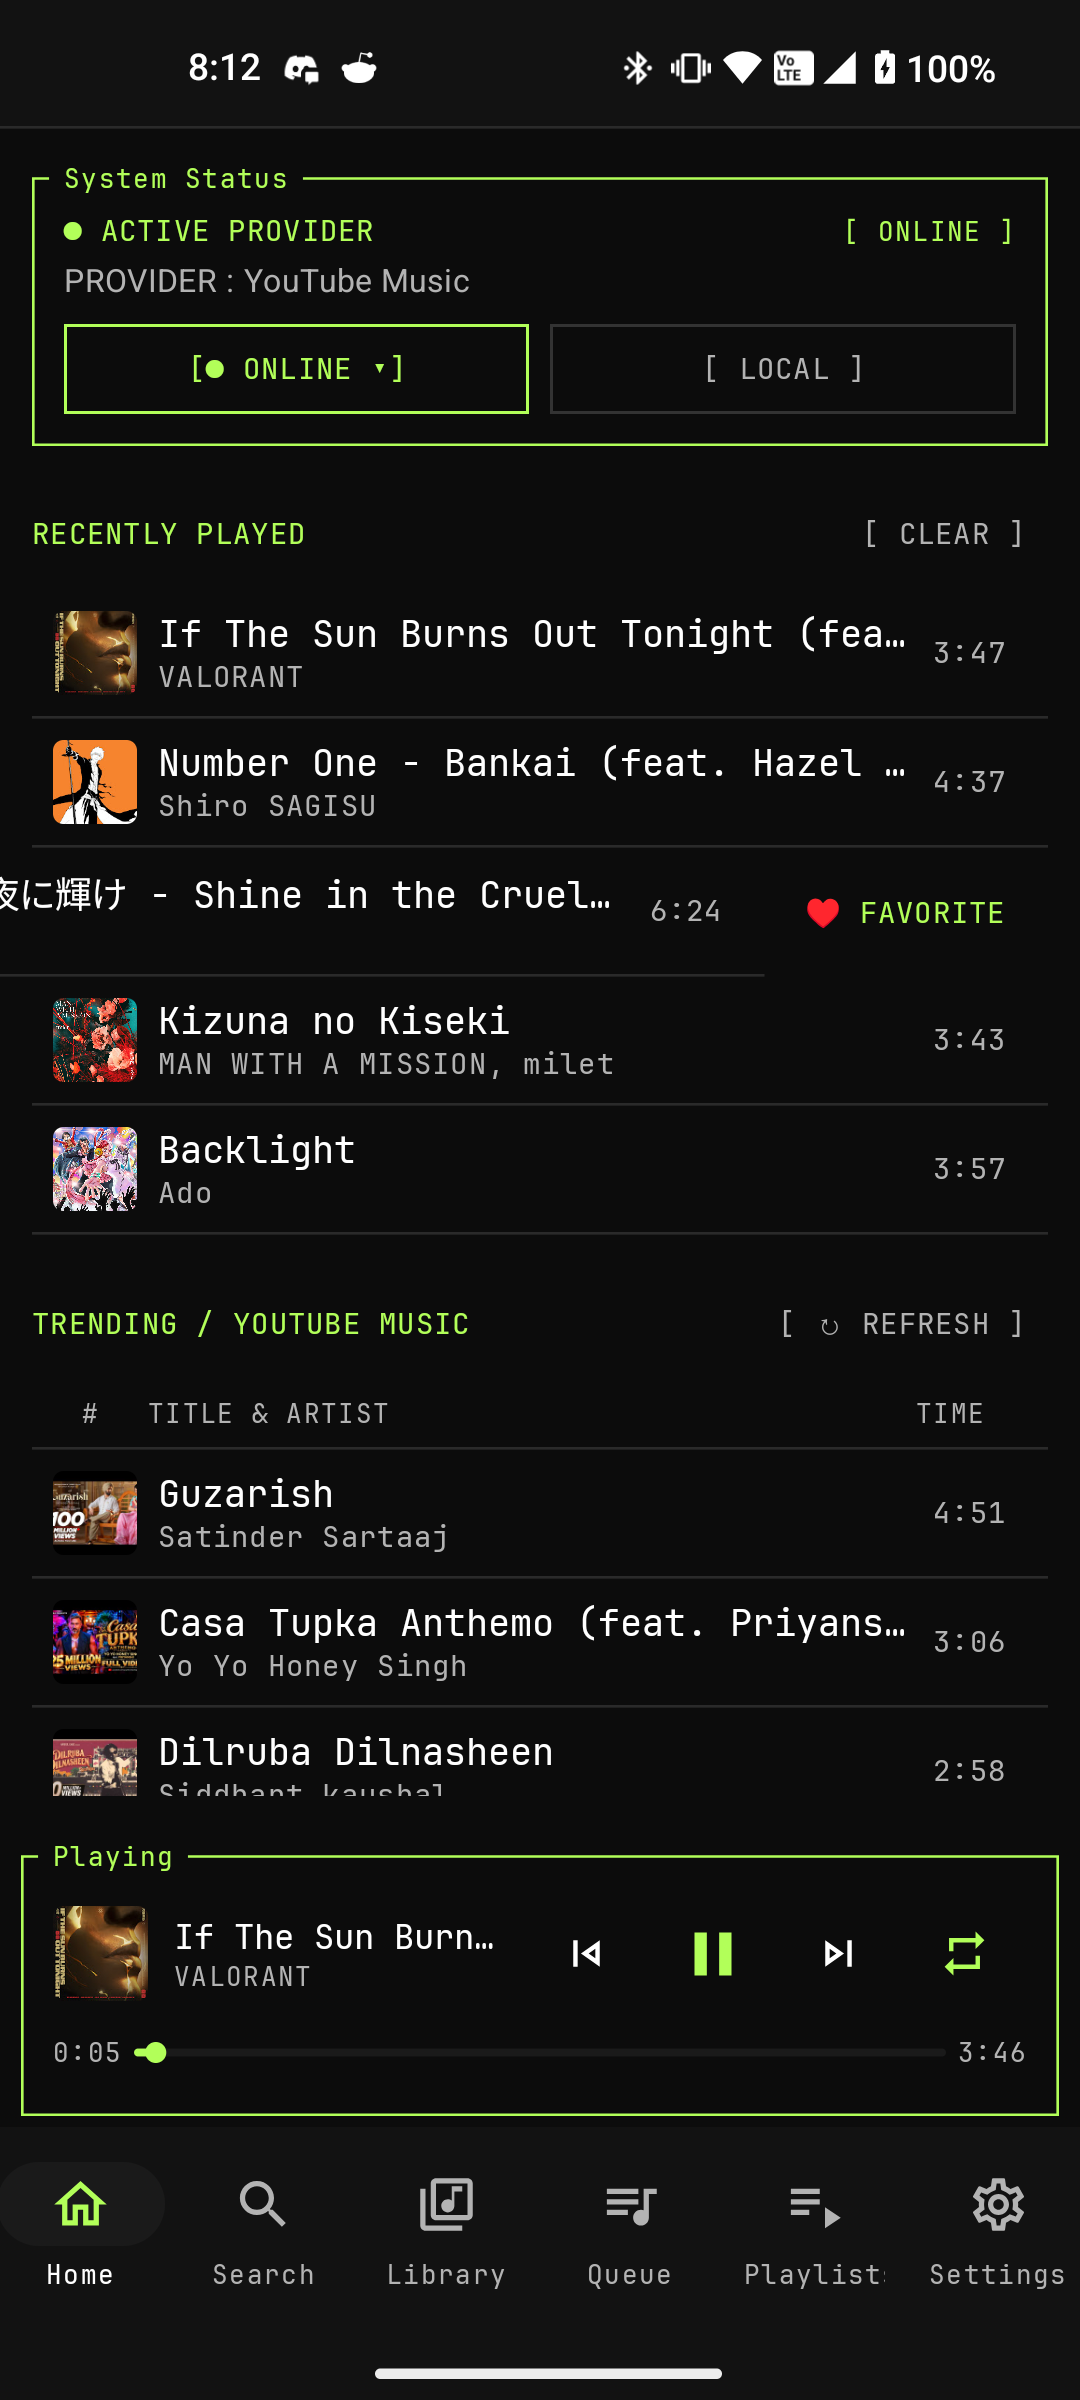 8:12
Vo LTE
100%
System Status
ACTIVE PROVIDER
[ ONLINE ]
PROVIDER : YouTube Music
[● ONLINE ▾]
[ LOCAL ]
RECENTLY PLAYED
[ CLEAR ]
If The Sun Burns Out Tonight (fea…
VALORANT
3:47
Number One - Bankai (feat. Hazel …
Shiro SAGISU
4:37
夜に輝け - Shine in the Cruel…
6:24
❤️ FAVORITE
Kizuna no Kiseki
MAN WITH A MISSION, milet
3:43
Backlight
Ado
3:57
TRENDING / YOUTUBE MUSIC
[ ↻ REFRESH ]
# TITLE & ARTIST TIME
Guzarish
Satinder Sartaaj
4:51
Casa Tupka Anthemo (feat. Priyans…
Yo Yo Honey Singh
3:06
Dilruba Dilnasheen
Siddhart kaushal
2:58
Playing
If The Sun Burn…
VALORANT
0:05
3:46
Home
Search
Library
Queue
Playlists
Settings